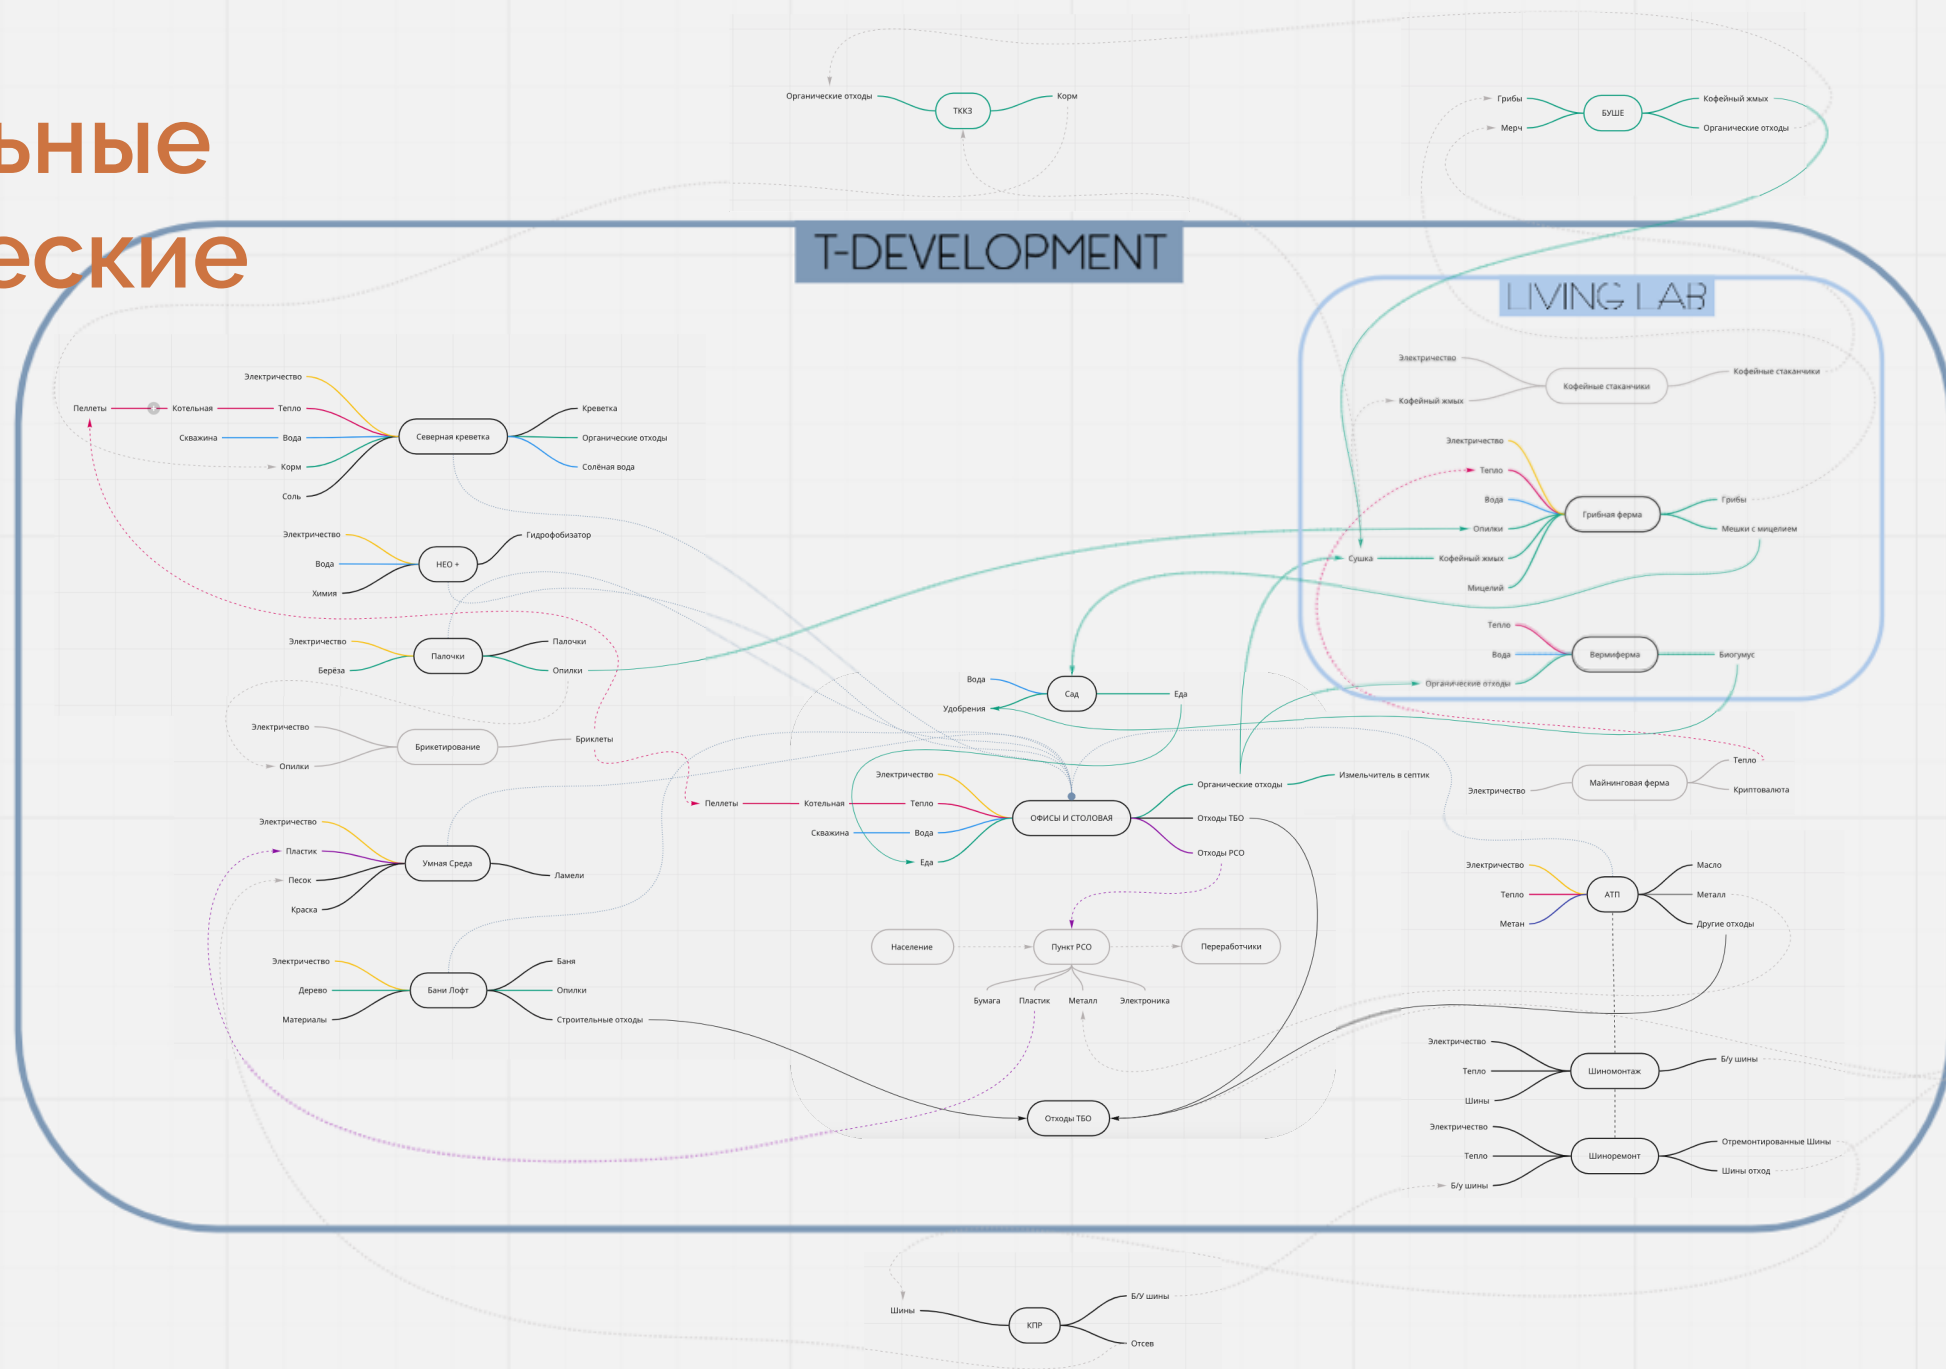 ьные
еские
Органические отходы
ТККЗ
Корм
Грибы
Мерч
БУШЕ
Кофейный жмых
Органические отходы
T-DEVELOPMENT
LIVING LAB
Электричество
Пеллеты
Котельная
Тепло
Скважина
Вода
Корм
Соль
Северная креветка
Креветка
Органические отходы
Солёная вода
Электричество
Вода
Химия
НЕО +
Гидрофобизатор
Электричество
Берёза
Палочки
Палочки
Опилки
Электричество
Опилки
Брикетирование
Брикеты
Электричество
Пластик
Песок
Краска
Умная Среда
Ламели
Электричество
Дерево
Материалы
Бани Лофт
Баня
Опилки
Строительные отходы
Вода
Удобрения
Сад
Еда
Электричество
Пеллеты
Котельная
Тепло
Скважина
Вода
Еда
ОФИСЫ И СТОЛОВАЯ
Органические отходы
Измельчитель в септик
Отходы ТБО
Отходы РСО
Население
Пункт РСО
Переработчики
Бумага
Пластик
Металл
Электроника
Отходы ТБО
Электричество
Кофейный жмых
Кофейные стаканчики
Кофейные стаканчики
Электричество
Тепло
Вода
Опилки
Сушка
Кофейный жмых
Мицелий
Грибная ферма
Грибы
Мешки с мицелием
Тепло
Вода
Органические отходы
Вермиферма
Биогумус
Электричество
Майнинговая ферма
Тепло
Криптовалюта
Электричество
Тепло
Метан
АТП
Масло
Металл
Другие отходы
Электричество
Тепло
Шины
Шиномонтаж
Б/у шины
Электричество
Тепло
Б/у шины
Шиноремонт
Отремонтированные Шины
Шины отход
Шины
КПР
Б/У шины
Отсев